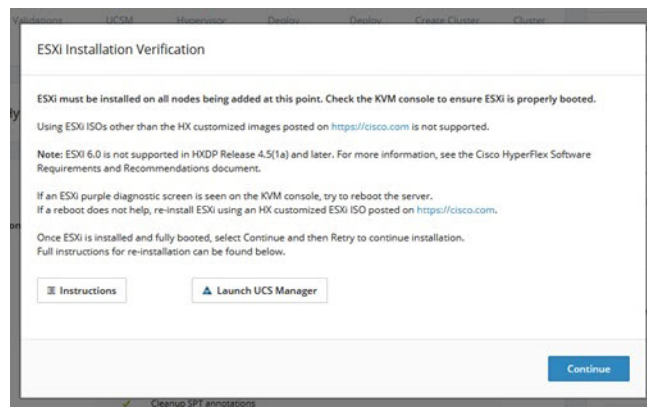 Validations UCSM Hypervisor Deploy Deploy Create Cluster Cluster
ESXi Installation Verification
ESXi must be installed on all nodes being added at this point. Check the KVM console to ensure ESXi is properly booted.
Using ESXi ISOs other than the HX customized images posted on https://cisco.com is not supported.
Note: ESXI 6.0 is not supported in HXDP Release 4.5(1a) and later. For more information, see the Cisco HyperFlex Software
Requirements and Recommendations document.
If an ESXi purple diagnostic screen is seen on the KVM console, try to reboot the server.
If a reboot does not help, re-install ESXi using an HX customized ESXi ISO posted on https://cisco.com.
Once ESXi is installed and fully booted, select Continue and then Retry to continue installation.
Full instructions for re-installation can be found below.
Instructions Launch UCS Manager
Continue
Cleanup SPT annotations